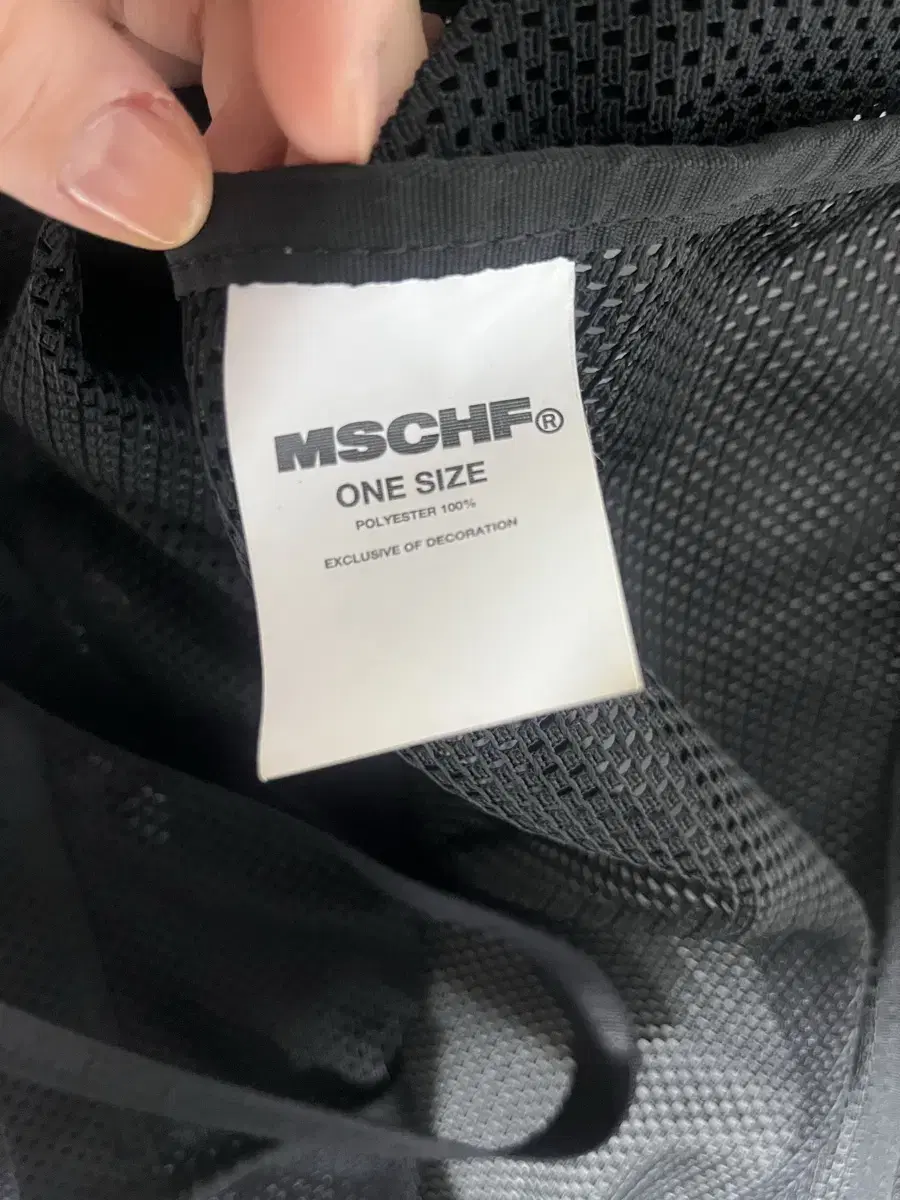 MSCHF®
ONE SIZE
POLYESTER 100%
EXCLUSIVE OF DECORATION